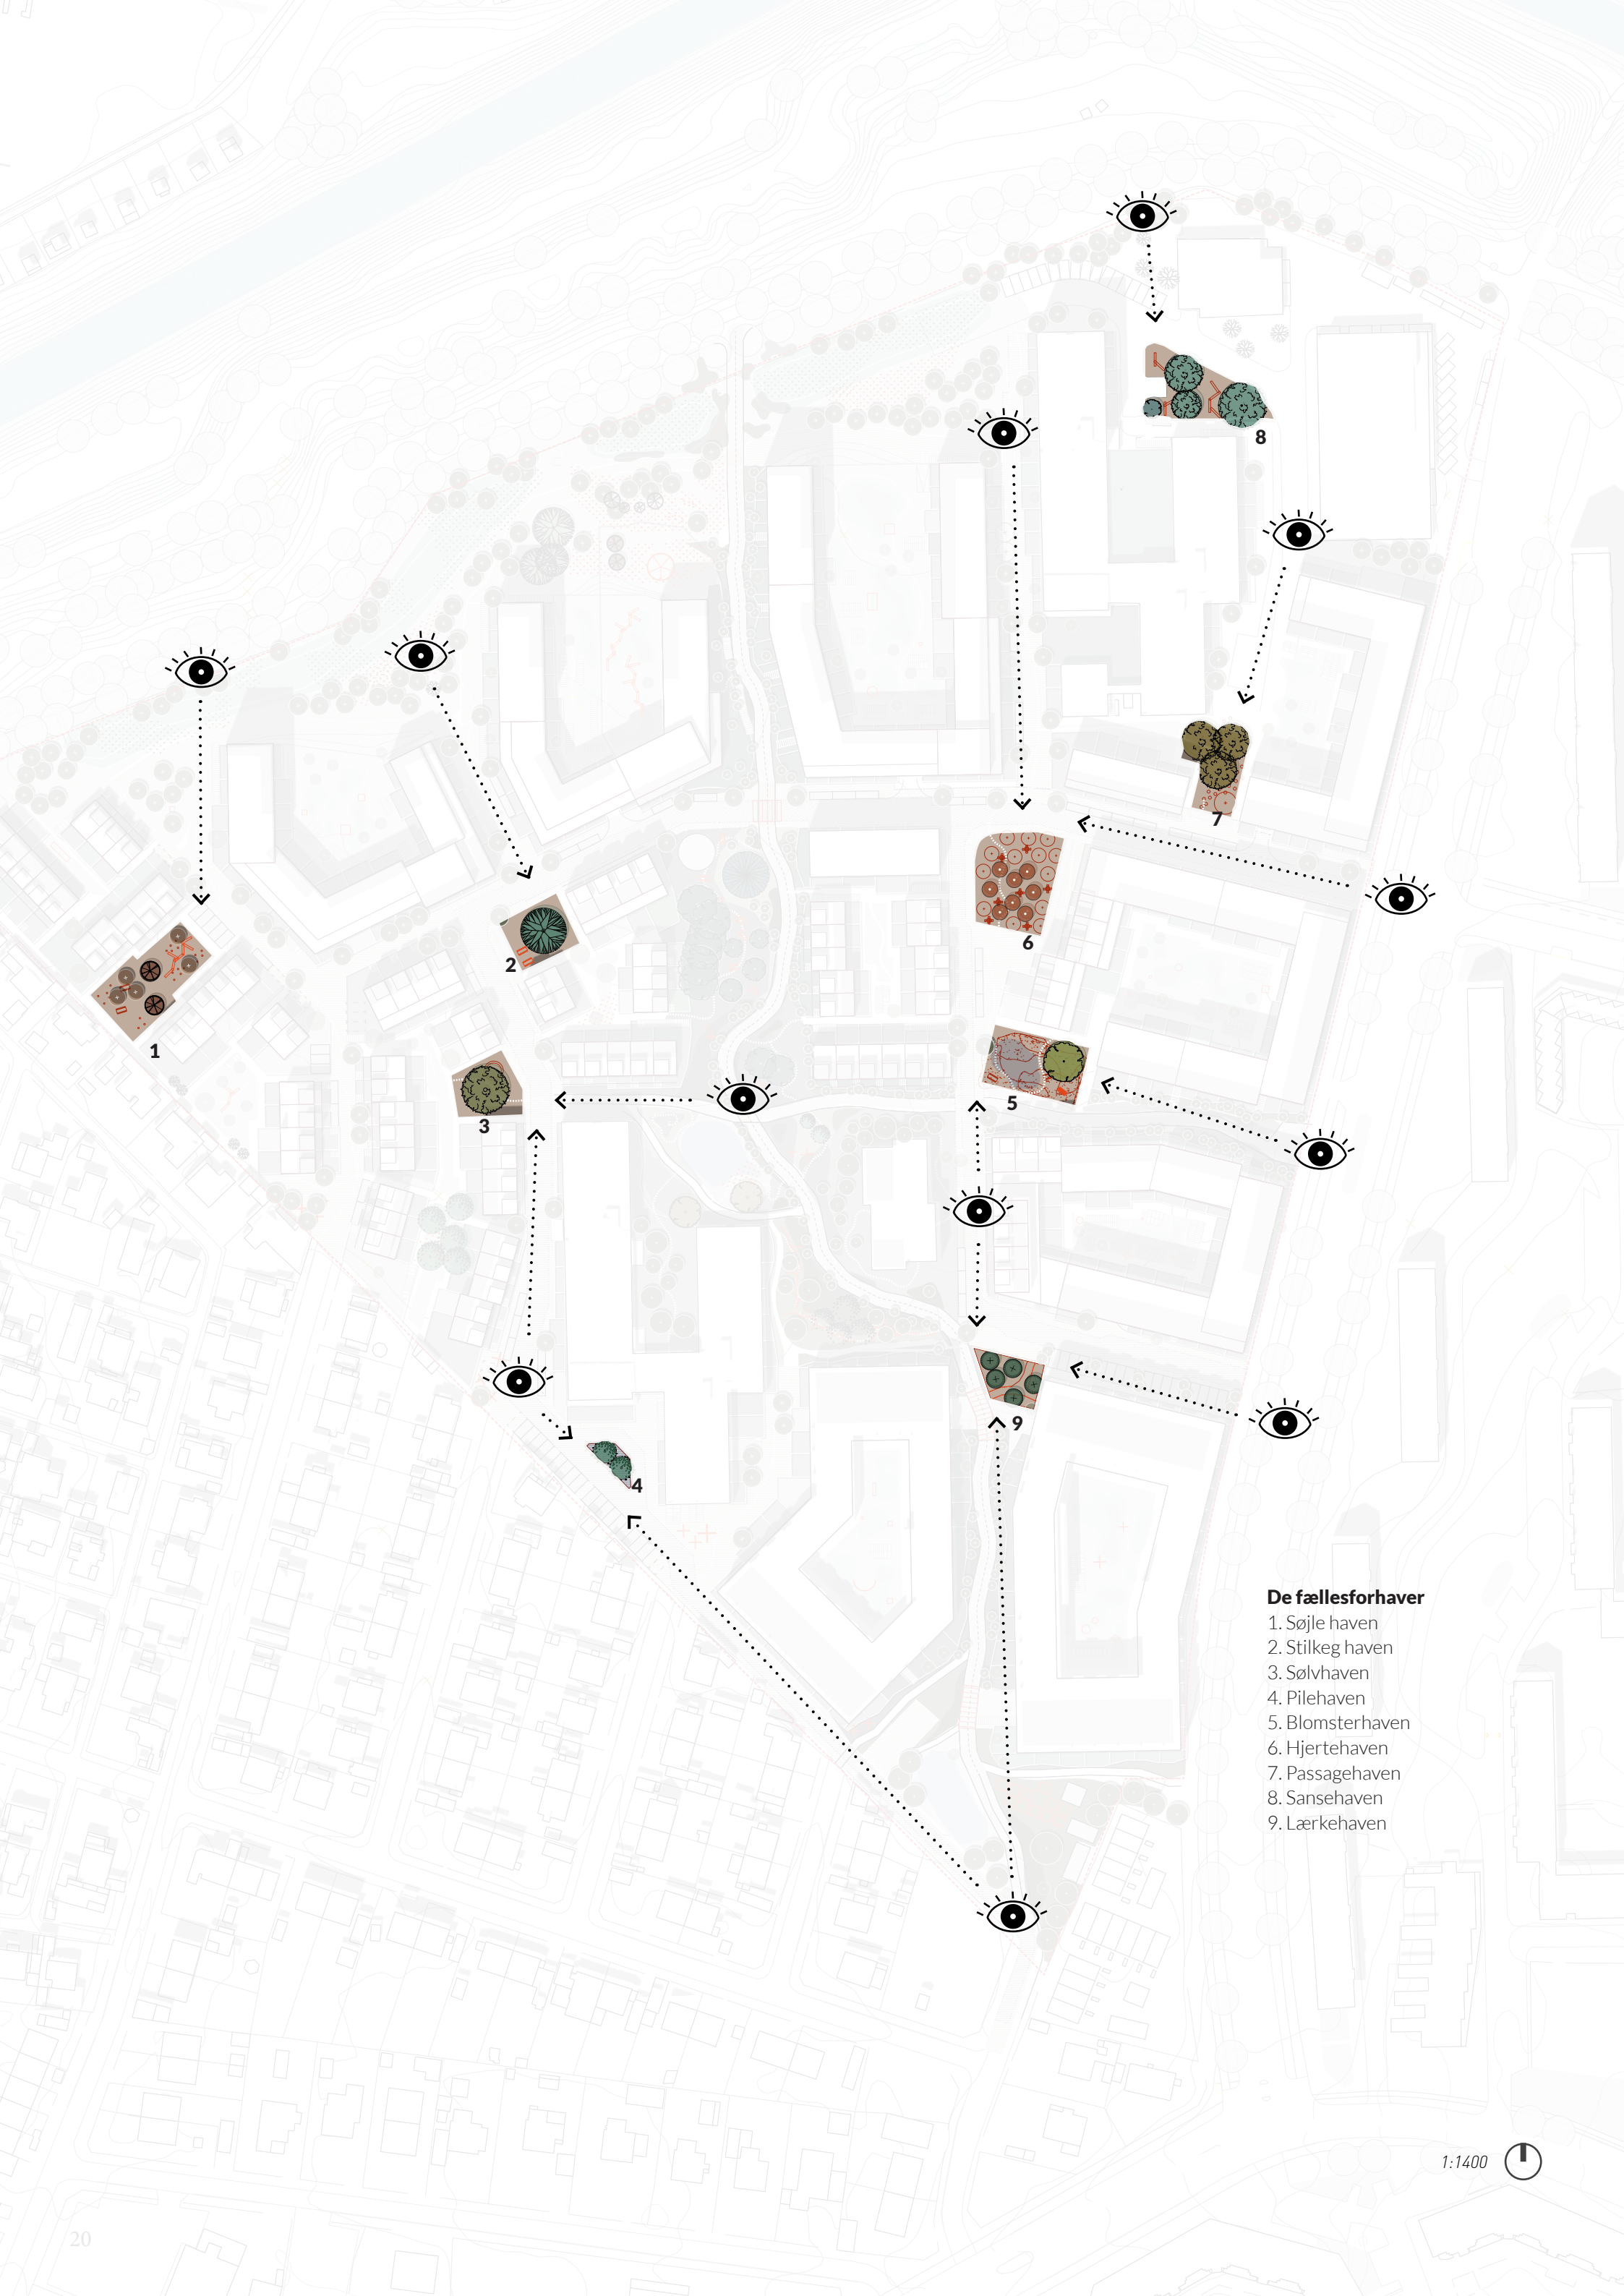 8
7
6
2
1
5
3
9
4
De fællesforhaver
1. Søjle haven
2. Stilkeg haven
3. Sølvhaven
4. Pilehaven
5. Blomsterhaven
6. Hjertehaven
7. Passagehaven
8. Sansehaven
9. Lærkehaven
1:1400
20